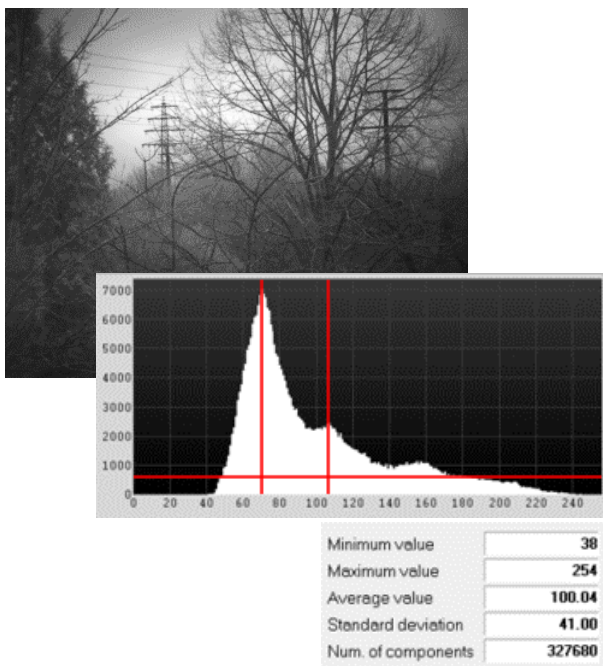 7000
6000
5000
4000
3000
2000
1000
0
0 20 40 60 80 100 120 140 160 180 200 220 240
Minimum value 38
Maximum value 254
Average value 100.04
Standard deviation 41.00
Num. of components 327680